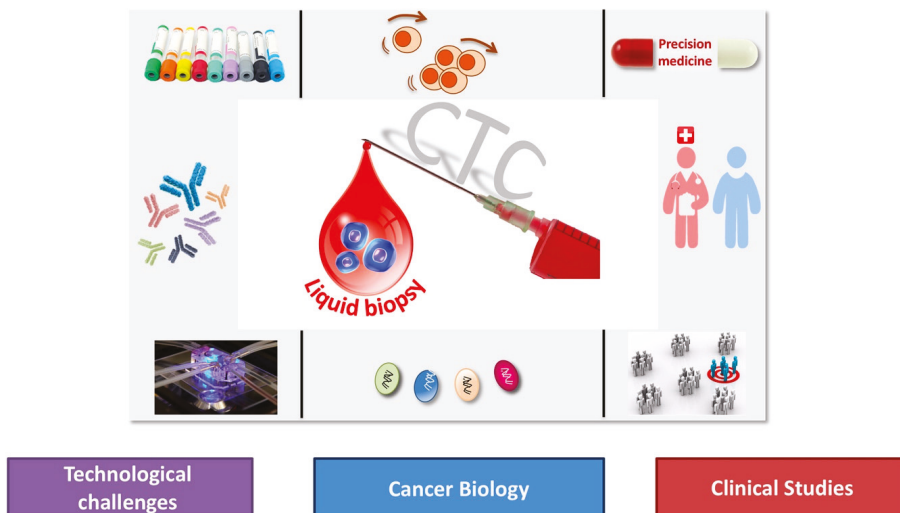 Precision
medicine
CTC
Liquid biopsy
Technological
challenges
Cancer Biology
Clinical Studies